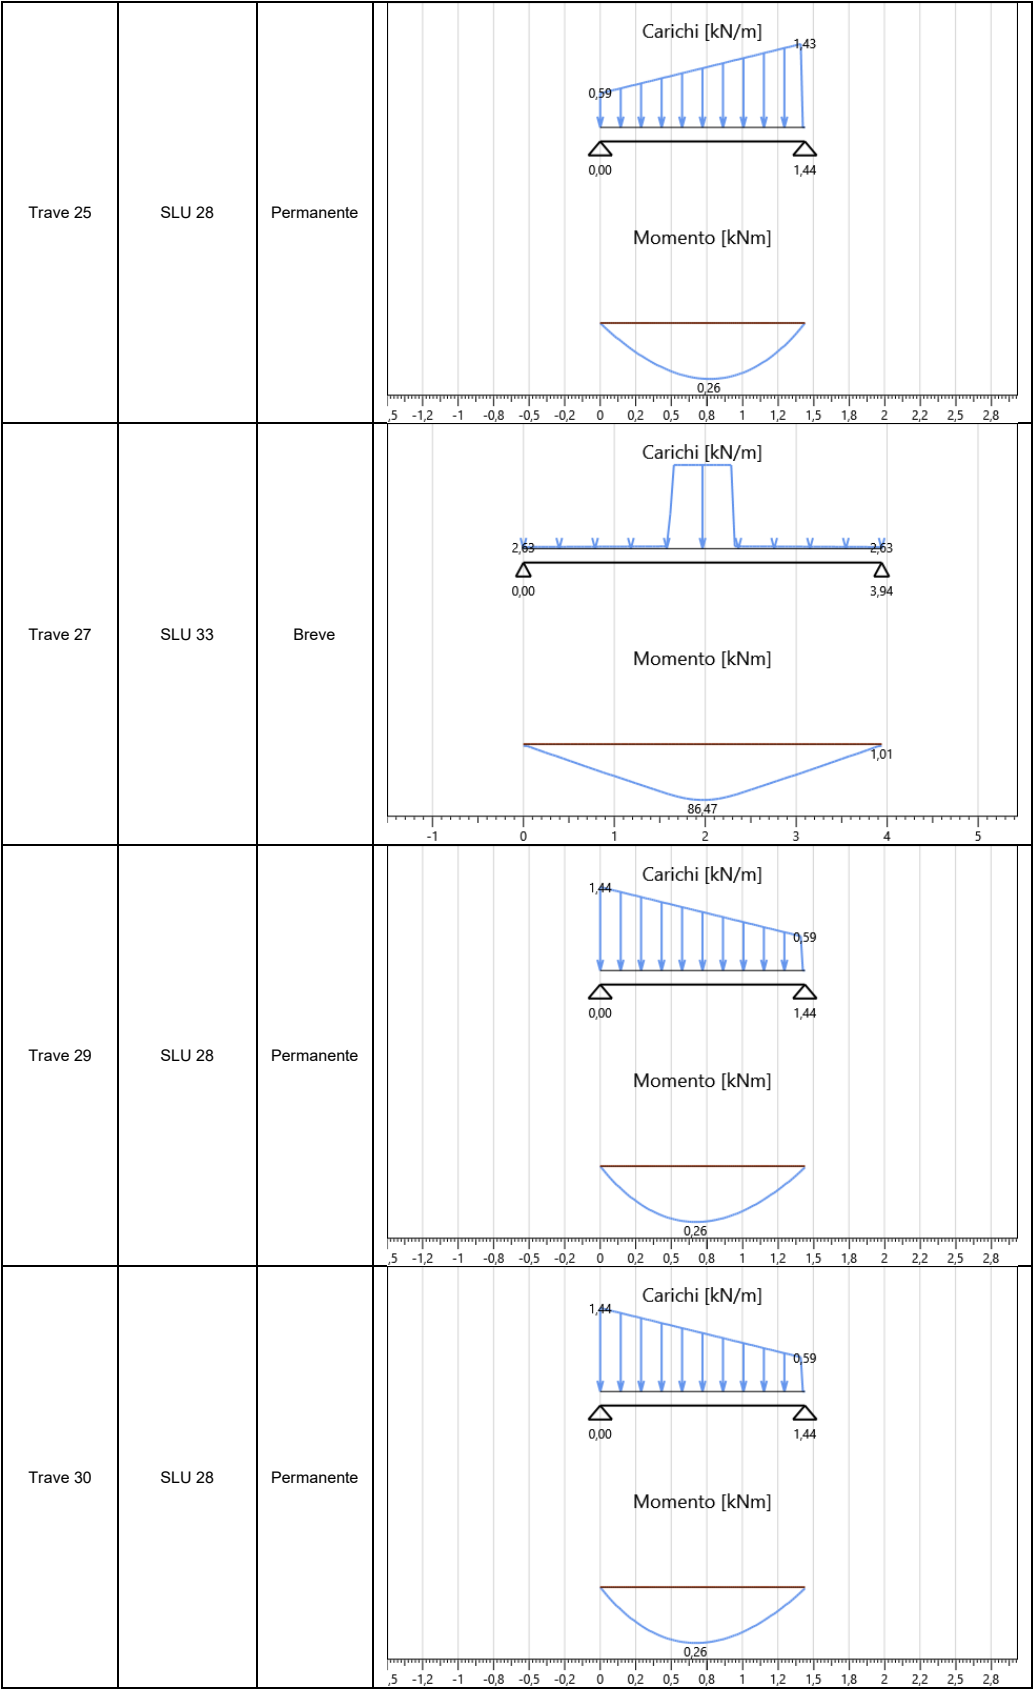 Carichi [kN/m]
1,43
0,59
0,00 1,44
Trave 25 SLU 28 Permanente
Momento [kNm]
0,26
,5 -1,2 -1 -0,8 -0,5 -0,2 0 0,2 0,5 0,8 1 1,2 1,5 1,8 2 2,2 2,5 2,8
Carichi [kN/m]
2,63 2,63
0,00 3,94
Trave 27 SLU 33 Breve
Momento [kNm]
1,01
86,47
-1 0 1 2 3 4 5
Carichi [kN/m]
1,44
0,59
0,00 1,44
Trave 29 SLU 28 Permanente
Momento [kNm]
0,26
,5 -1,2 -1 -0,8 -0,5 -0,2 0 0,2 0,5 0,8 1 1,2 1,5 1,8 2 2,2 2,5 2,8
Carichi [kN/m]
1,44
0,59
0,00 1,44
Trave 30 SLU 28 Permanente
Momento [kNm]
0,26
,5 -1,2 -1 -0,8 -0,5 -0,2 0 0,2 0,5 0,8 1 1,2 1,5 1,8 2 2,2 2,5 2,8